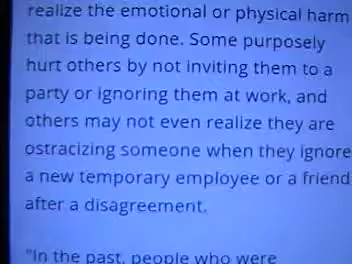 realize the emotional or physical harm
that is being done. Some purposely
hurt others by not inviting them to a
party or ignoring them at work, and
others may not even realize they are
ostracizing someone when they ignore
a new temporary employee or a friend
after a disagreement.
"In the past, people who were